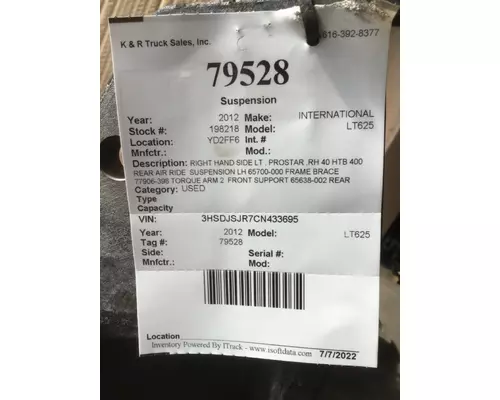 K & R Truck Sales, Inc.
616-392-8377
79528
Suspension
Year: 2012 Make: INTERNATIONAL
Stock #: 198218 Model: LT625
Location: YD2FF6 Int. #
Mnfctr.: Mod.:
Description: RIGHT HAND SIDE LT . PROSTAR ,RH 40 HTB 400
REAR AIR RIDE SUSPENSION LH 65700-000 FRAME BRACE
77906-398 TORQUE ARM 2 FRONT SUPPORT 65638-002 REAR
Category: USED
Type
Capacity
VIN: 3HSDJSJR7CN433695
Year: 2012 Model: LT625
Tag #: 79528
Side: Serial #:
Mnfctr.: Mod:
Location
Inventory Powered By ITrack - www.isoftdata.com 7/7/2022